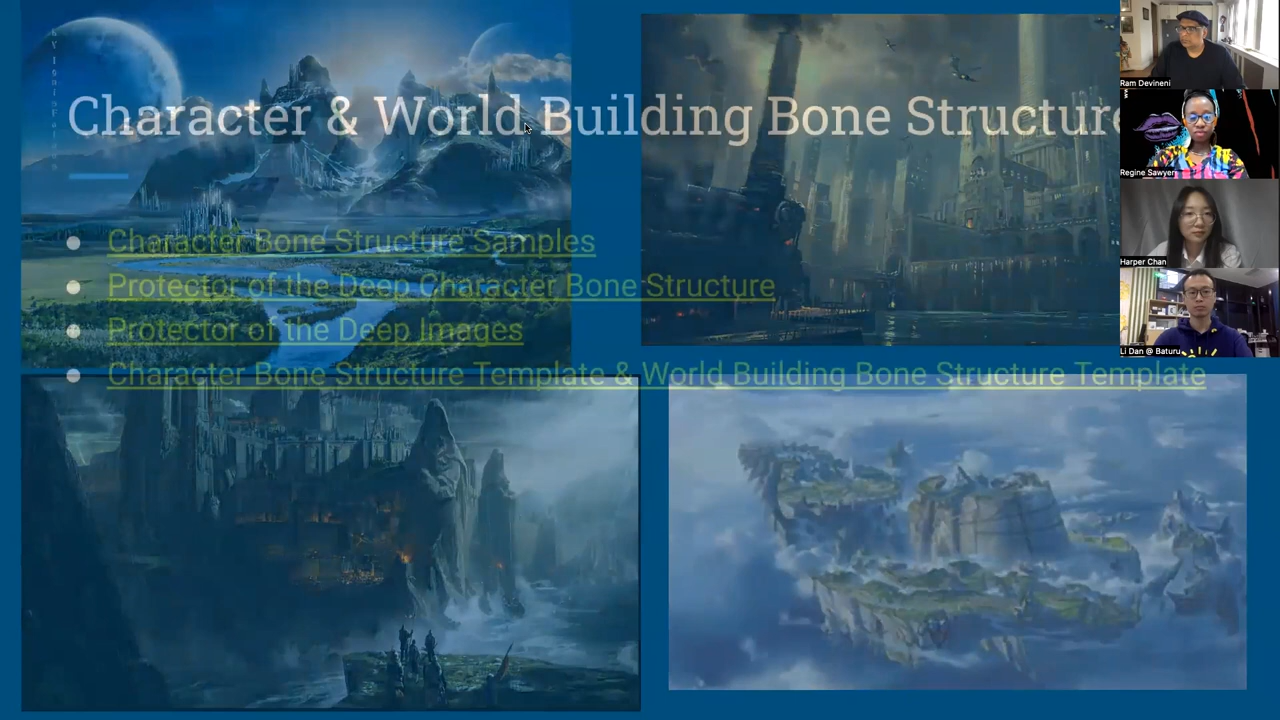 Character & World Building Bone Structure
Character Bone Structure Samples
Protector of the Deep Character Bone Structure
Protector of the Deep Images
Character Bone Structure Template & World Building Bone Structure Template
Ram Devineni
Regine Sawyer
Harper Chan
Li Dan @ Baturu